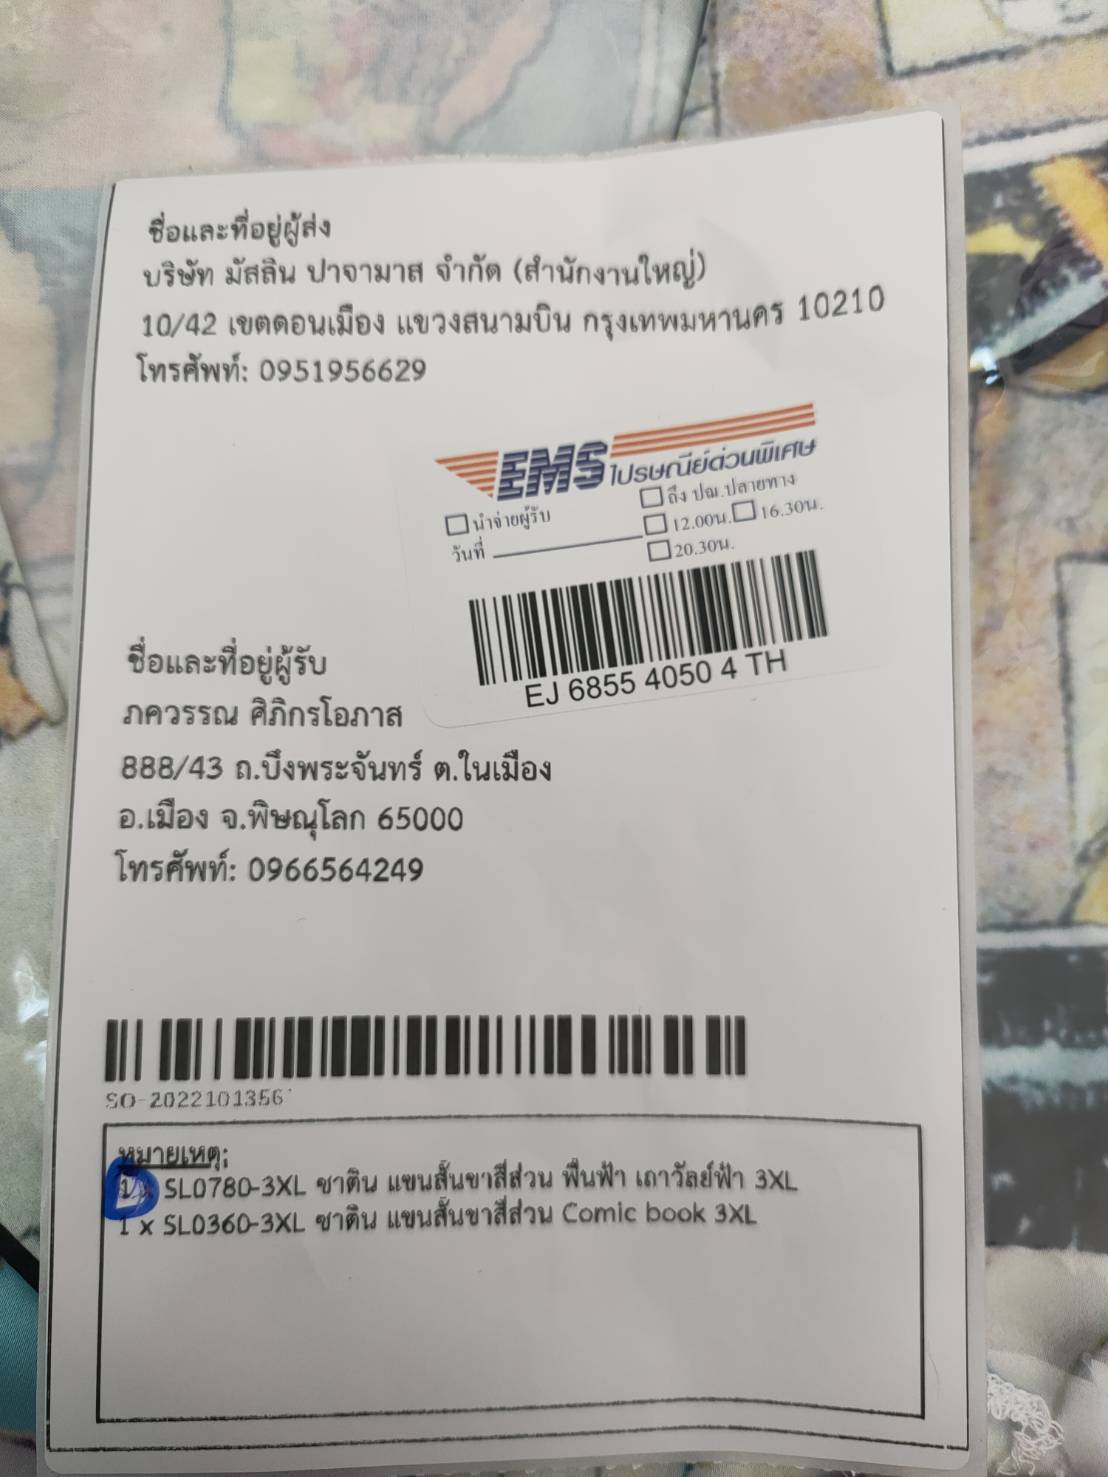 ชื่อและที่อยู่ผู้ส่ง
บริษัท มัสลิน ปาจามาส จำกัด (สำนักงานใหญ่)
10/42 เขตดอนเมือง แขวงสนามบิน กรุงเทพมหานคร 10210
โทรศัพท์: 0951956629
EMS ไปรษณีย์ด่วนพิเศษ
นำจ่ายผู้รับ
ถึง ปณ.ปลายทาง
วันที่
12.00น. 16.30น.
20.30น.
EJ 6855 4050 4 TH
ชื่อและที่อยู่ผู้รับ
ภควรรณ ศิภิกรโอภาส
888/43 ถ.บึงพระจันทร์ ต.ในเมือง
อ.เมือง จ.พิษณุโลก 65000
โทรศัพท์: 0966564249
SO-2022101356
หมายเหตุ:
1 x SL0780-3XL ซาติน แขนสั้นขาสี่ส่วน พื้นฟ้า เถาวัลย์ฟ้า 3XL
1 x SL0360-3XL ซาติน แขนสั้นขาสี่ส่วน Comic book 3XL